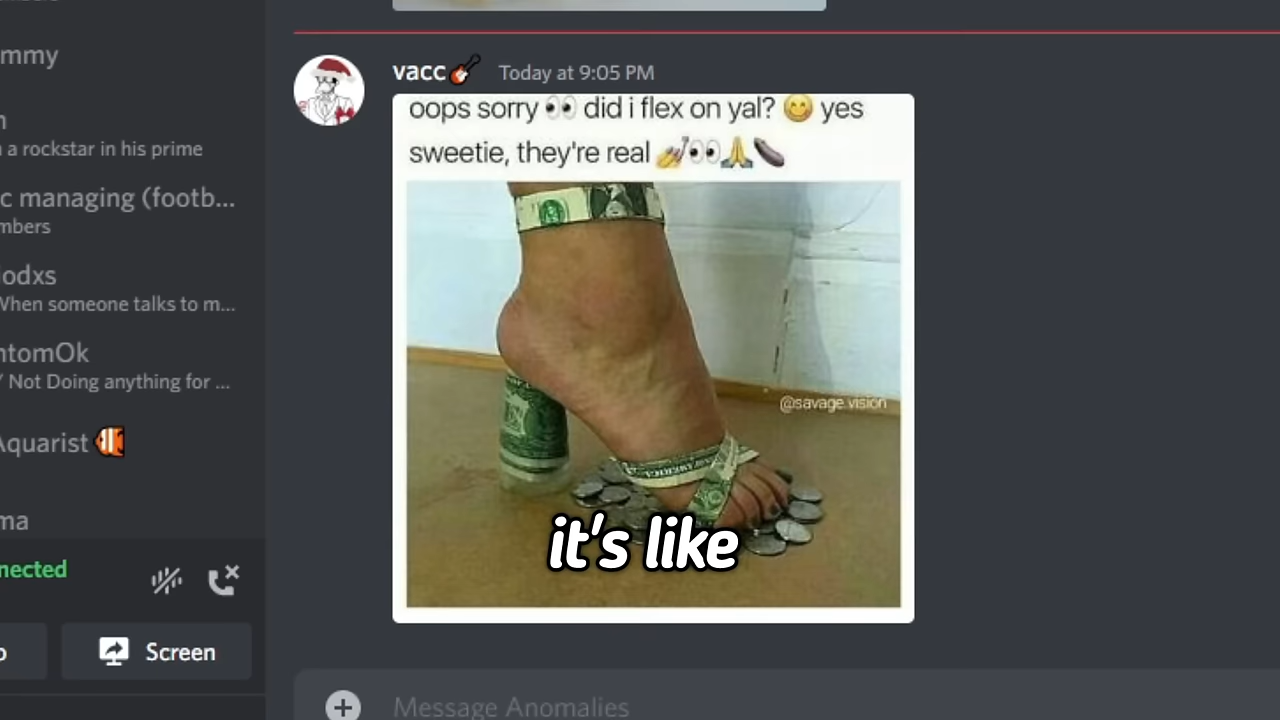 mmy
n
a rockstar in his prime
c managing (footb...
mbers
odxs
When someone talks to m...
ntomOk
Not Doing anything for ...
Aquarist
ma
nected
Screen
vacc Today at 9:05 PM
oops sorry 👀 did i flex on yal? 😋 yes
sweetie, they're real 💅👀🙏🍆
@savage.vision
it's like
Message Anomalies